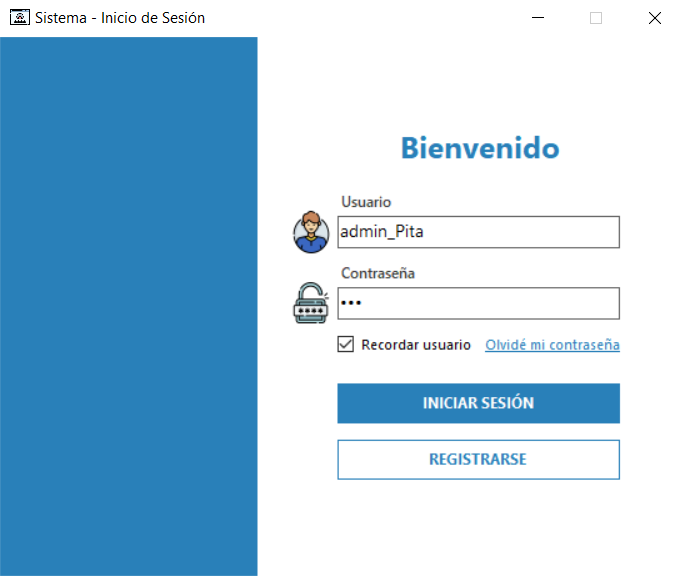 Sistema - Inicio de Sesión
Bienvenido
Usuario
admin_Pita
Contraseña
•••
****
Recordar usuario Olvidé mi contraseña
INICIAR SESIÓN
REGISTRARSE